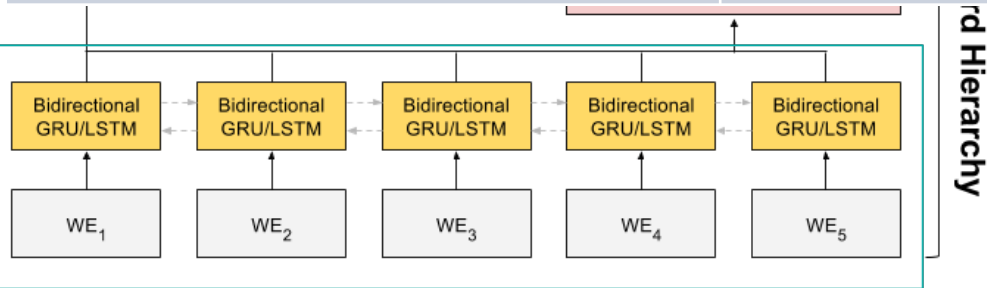 Bidirectional
GRU/LSTM
Bidirectional
GRU/LSTM
Bidirectional
GRU/LSTM
Bidirectional
GRU/LSTM
Bidirectional
GRU/LSTM
WE1
WE2
WE3
WE4
WE5
rd Hierarchy